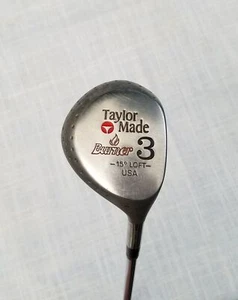 Taylor
Made
Burner 3
-15° LOFT-
USA